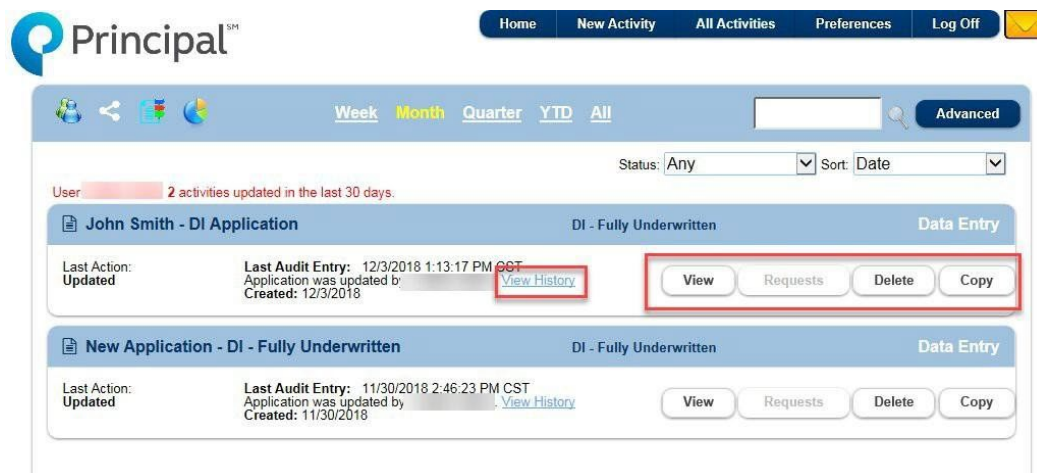 Home New Activity All Activities Preferences Log Off
Principal℠
Week Month Quarter YTD All
Advanced
Status: Any Sort: Date
User 2 activities updated in the last 30 days.
John Smith - DI Application DI - Fully Underwritten Data Entry
Last Action: Last Audit Entry: 12/3/2018 1:13:17 PM CST
Updated Application was updated by View History View Requests Delete Copy
Created: 12/3/2018
New Application - DI - Fully Underwritten DI - Fully Underwritten Data Entry
Last Action: Last Audit Entry: 11/30/2018 2:46:23 PM CST
Updated Application was updated by . View History View Requests Delete Copy
Created: 11/30/2018